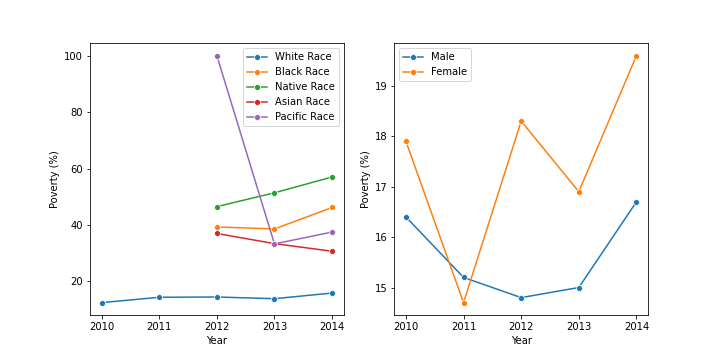 100
80
60
40
20
Poverty (%)
2010 2011 2012 2013 2014
Year
White Race
Black Race
Native Race
Asian Race
Pacific Race
19
18
17
16
15
Poverty (%)
2010 2011 2012 2013 2014
Year
Male
Female